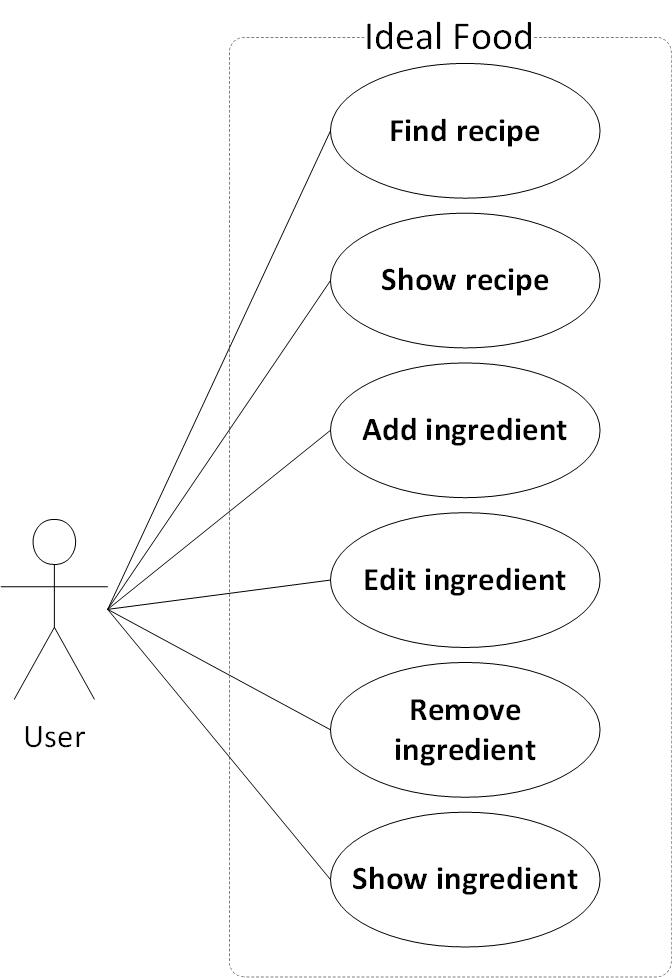 Ideal Food
Find recipe
Show recipe
Add ingredient
Edit ingredient
Remove
ingredient
User
Show ingredient